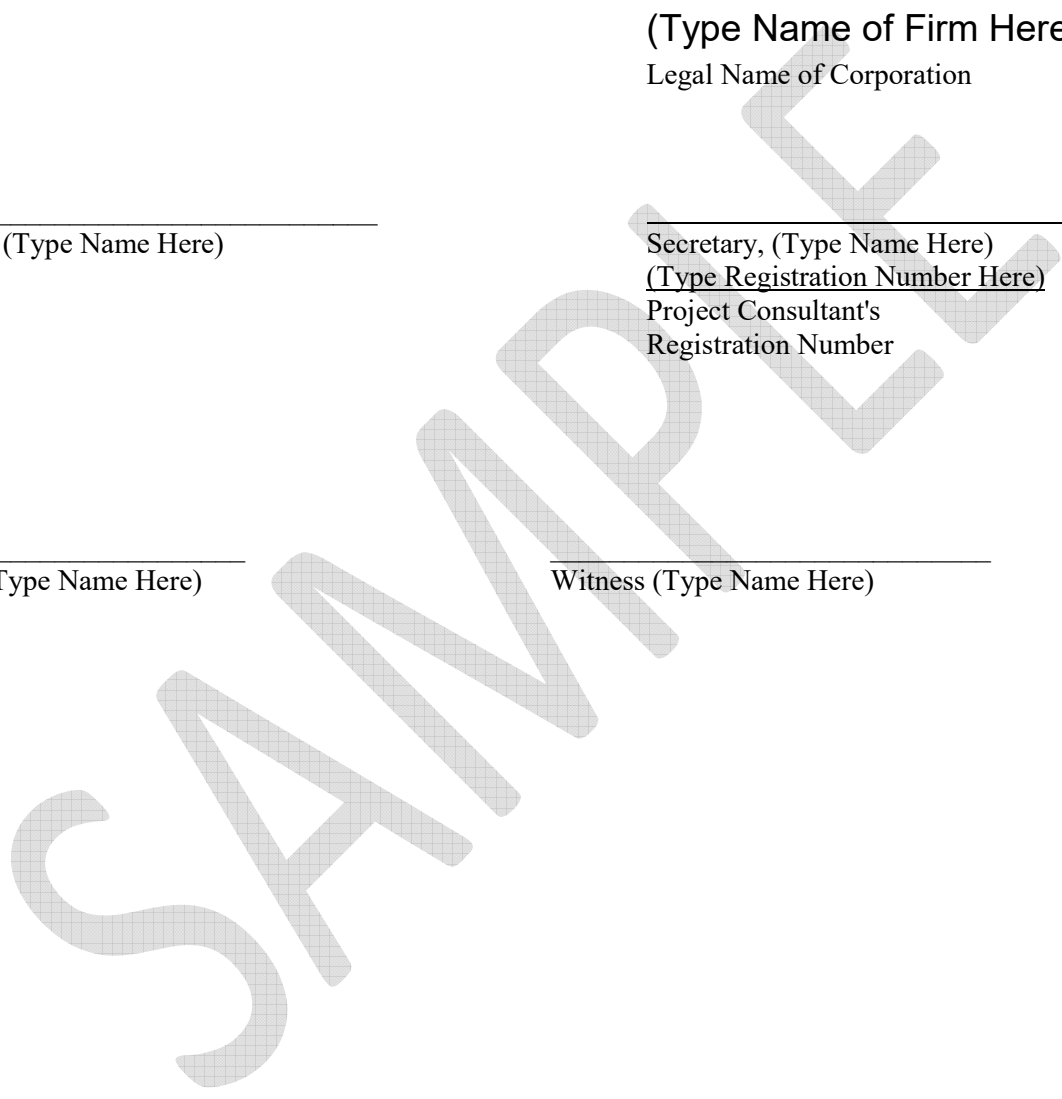 (Type Name of Firm Here
Legal Name of Corporation
(Type Name Here)
Secretary, (Type Name Here)
(Type Registration Number Here)
Project Consultant's
Registration Number
Type Name Here)
Witness (Type Name Here)
SAMPLE